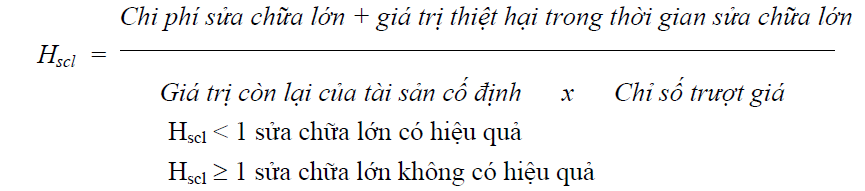 Chi phí sửa chữa lớn + giá trị thiệt hại trong thời gian sửa chữa lớn
Hscl =
Giá trị còn lại của tài sản cố định x Chỉ số trượt giá
Hscl < 1 sửa chữa lớn có hiệu quả
Hscl ≥ 1 sửa chữa lớn không có hiệu quả